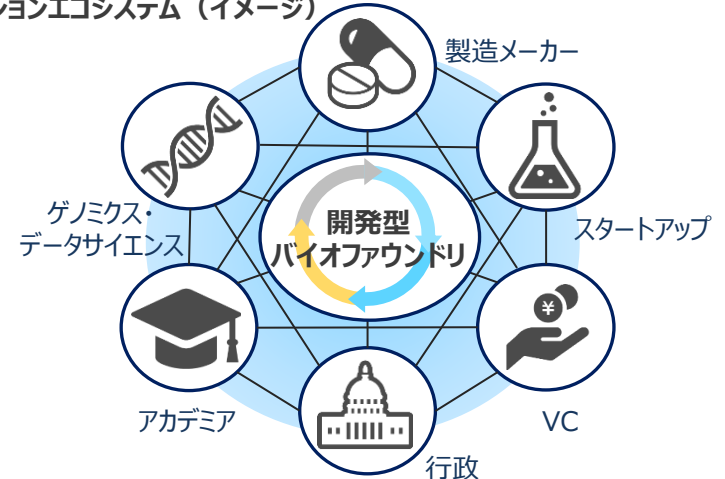 ションエコシステム（イメージ）
製造メーカー
ゲノミクス・
データサイエンス
開発型
バイオファウンドリ
スタートアップ
¥
アカデミア
VC
行政